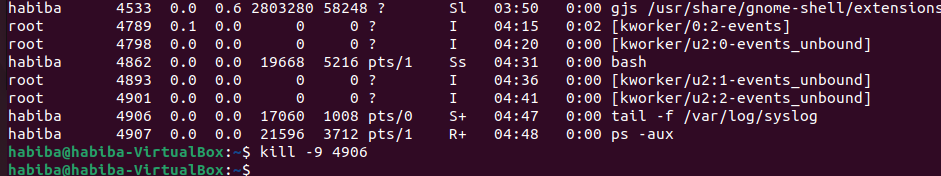 habiba 4533 0.0 0.6 2803280 58248 ? Sl 03:50 0:00 gjs /usr/share/gnome-shell/extensions
root 4789 0.1 0.0 0 0 ? I 04:15 0:02 [kworker/0:2-events]
root 4798 0.0 0.0 0 0 ? I 04:20 0:00 [kworker/u2:0-events_unbound]
habiba 4862 0.0 0.0 19668 5216 pts/1 Ss 04:31 0:00 bash
root 4893 0.0 0.0 0 0 ? I 04:36 0:00 [kworker/u2:1-events_unbound]
root 4901 0.0 0.0 0 0 ? I 04:41 0:00 [kworker/u2:2-events_unbound]
habiba 4906 0.0 0.0 17060 1008 pts/0 S+ 04:47 0:00 tail -f /var/log/syslog
habiba 4907 0.0 0.0 21596 3712 pts/1 R+ 04:48 0:00 ps -aux
habiba@habiba-VirtualBox:~$ kill -9 4906
habiba@habiba-VirtualBox:~$